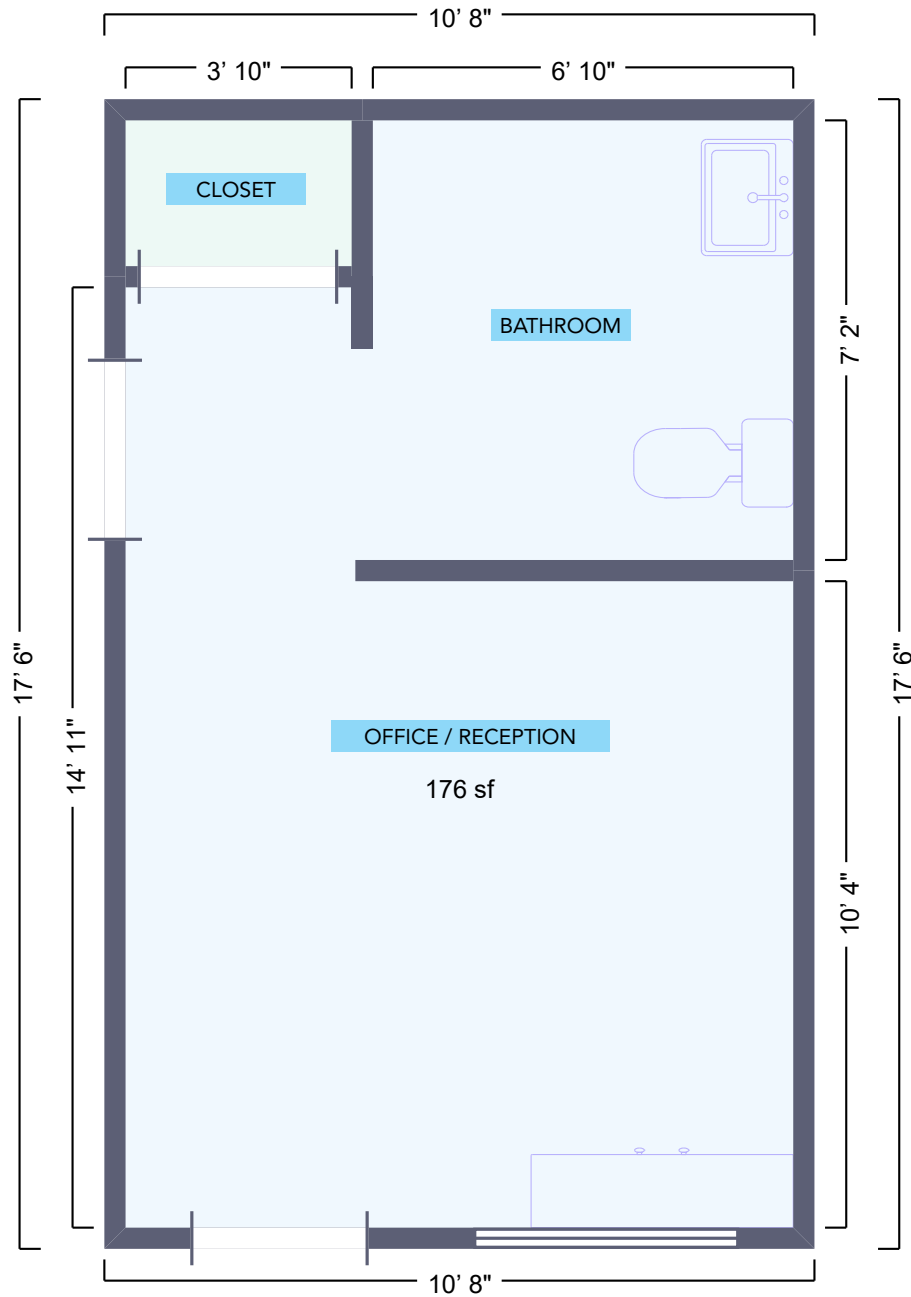 10' 8"
3' 10"
6' 10"
CLOSET
BATHROOM
7' 2"
17' 6"
17' 6"
14' 11"
OFFICE / RECEPTION
176 sf
10' 4"
10' 8"